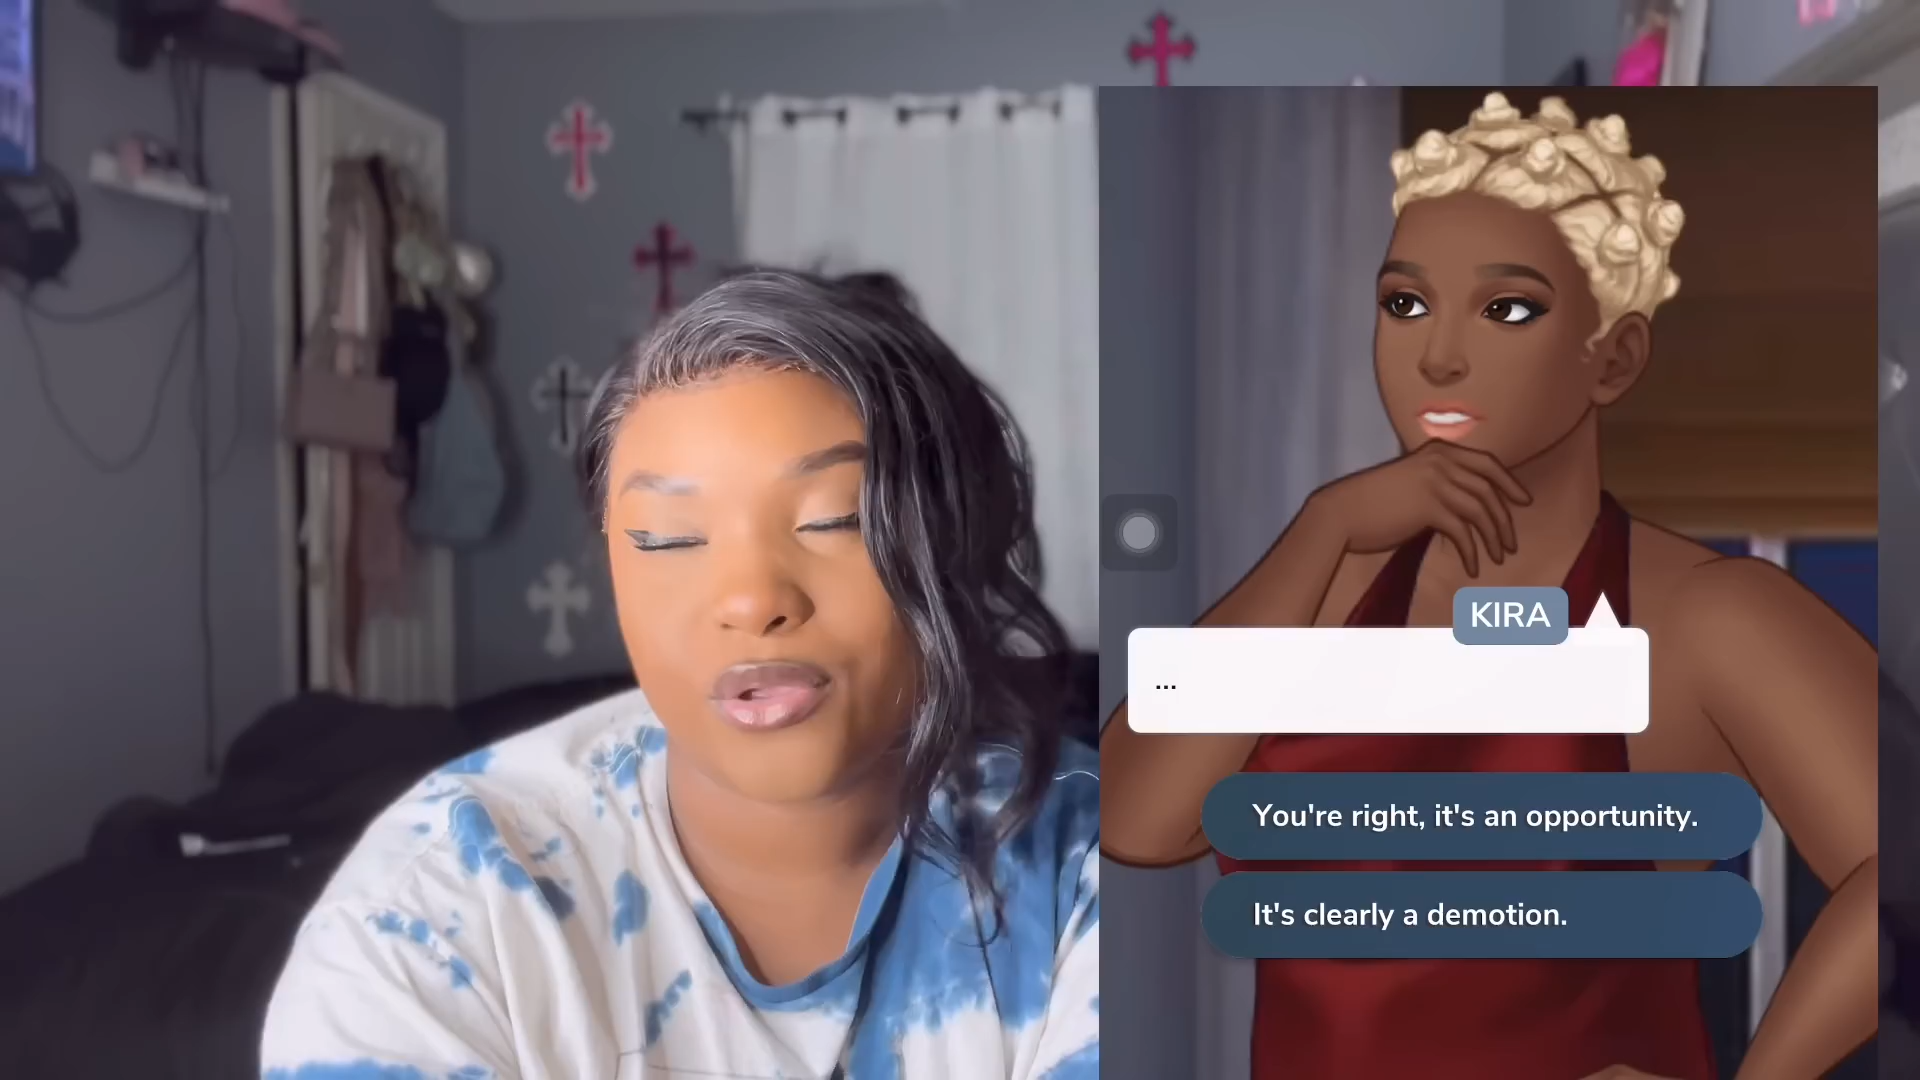 KIRA
...
You're right, it's an opportunity.
It's clearly a demotion.